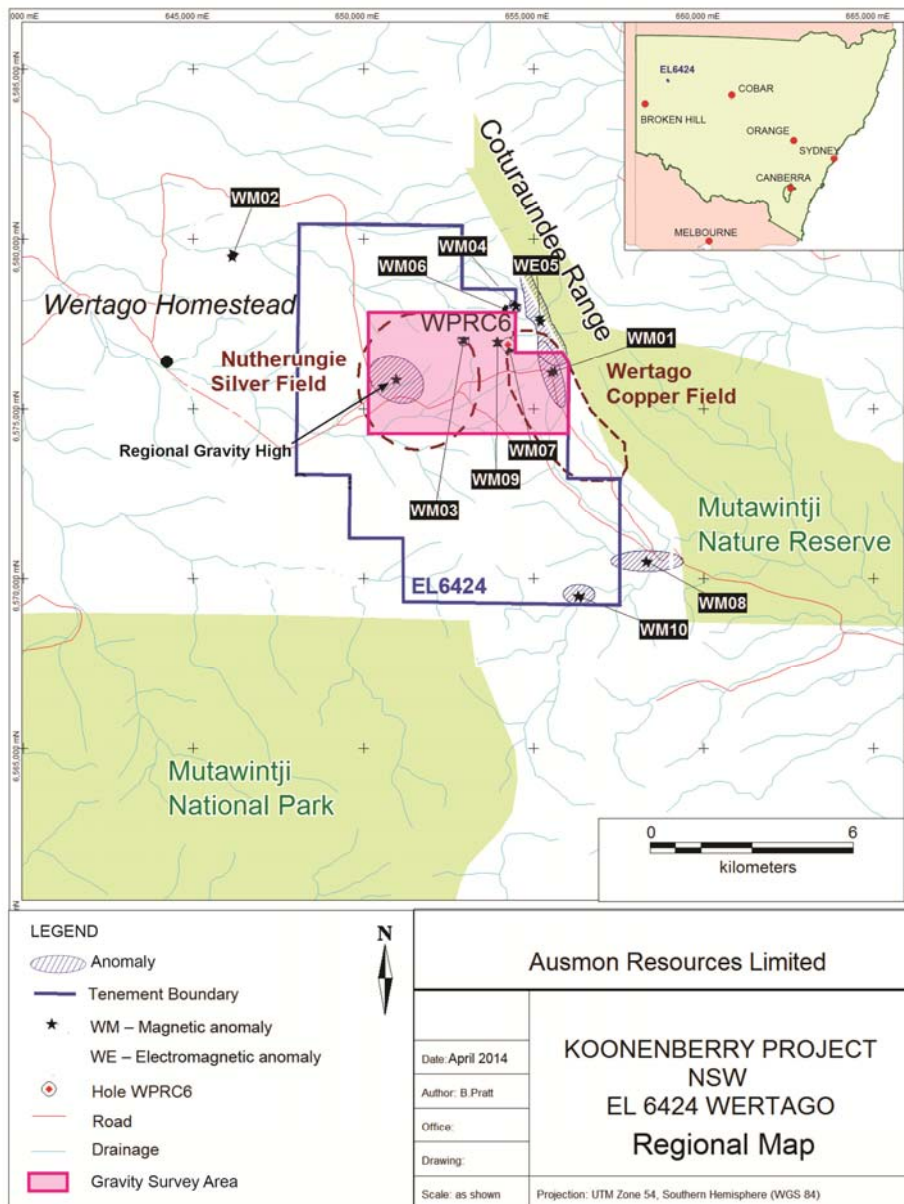 000 mE
645,000 mE
650,000 mE
655,000 mE
660,000 mE
665,000 mE
6,585,000 mN
6,580,000 mN
6,575,000 mN
6,570,000 mN
6,565,000 mN
mN
EL6424
COBAR
BROKEN HILL
ORANGE
SYDNEY
CANBERRA
MELBOURNE
Coturaundee Range
WM02
WM04
WM06
WE05
Wertago Homestead
WPRC6
WM01
Nutherungie
Silver Field
Wertago
Copper Field
Regional Gravity High
WM07
WM09
WM03
Mutawintji
Nature Reserve
EL6424
WM08
WM10
Mutawintji
National Park
0 6
kilometers
LEGEND
N
Anomaly
Tenement Boundary
WM – Magnetic anomaly
WE – Electromagnetic anomaly
Hole WPRC6
Road
Drainage
Gravity Survey Area
Ausmon Resources Limited
Date: April 2014
Author: B.Pratt
Office:
Drawing:
Scale: as shown
KOONENBERRY PROJECT
NSW
EL 6424 WERTAGO
Regional Map
Projection: UTM Zone 54, Southern Hemisphere (WGS 84)